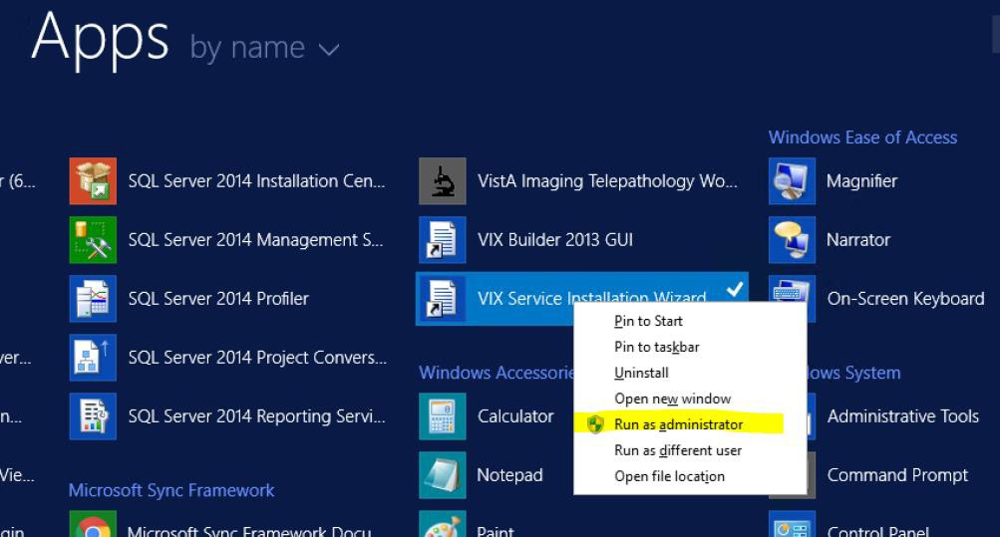 Apps by name
r (6...
ver...
n...
Vie...
SQL Server 2014 Installation Cen...
SQL Server 2014 Management S...
SQL Server 2014 Profiler
SQL Server 2014 Project Convers...
SQL Server 2014 Reporting Servi...
Microsoft Sync Framework
Microsoft Sync Framework Docu
VistA Imaging Telepathology Wo...
VIX Builder 2013 GUI
VIX Service Installation Wizard
Windows Accessorie
Calculator
Notepad
Paint
Pin to Start
Pin to taskbar
Uninstall
Open new window
Run as administrator
Run as different user
Open file location
Windows Ease of Access
Magnifier
Narrator
On-Screen Keyboard
lows System
Administrative Tools
Command Prompt
Control Panel